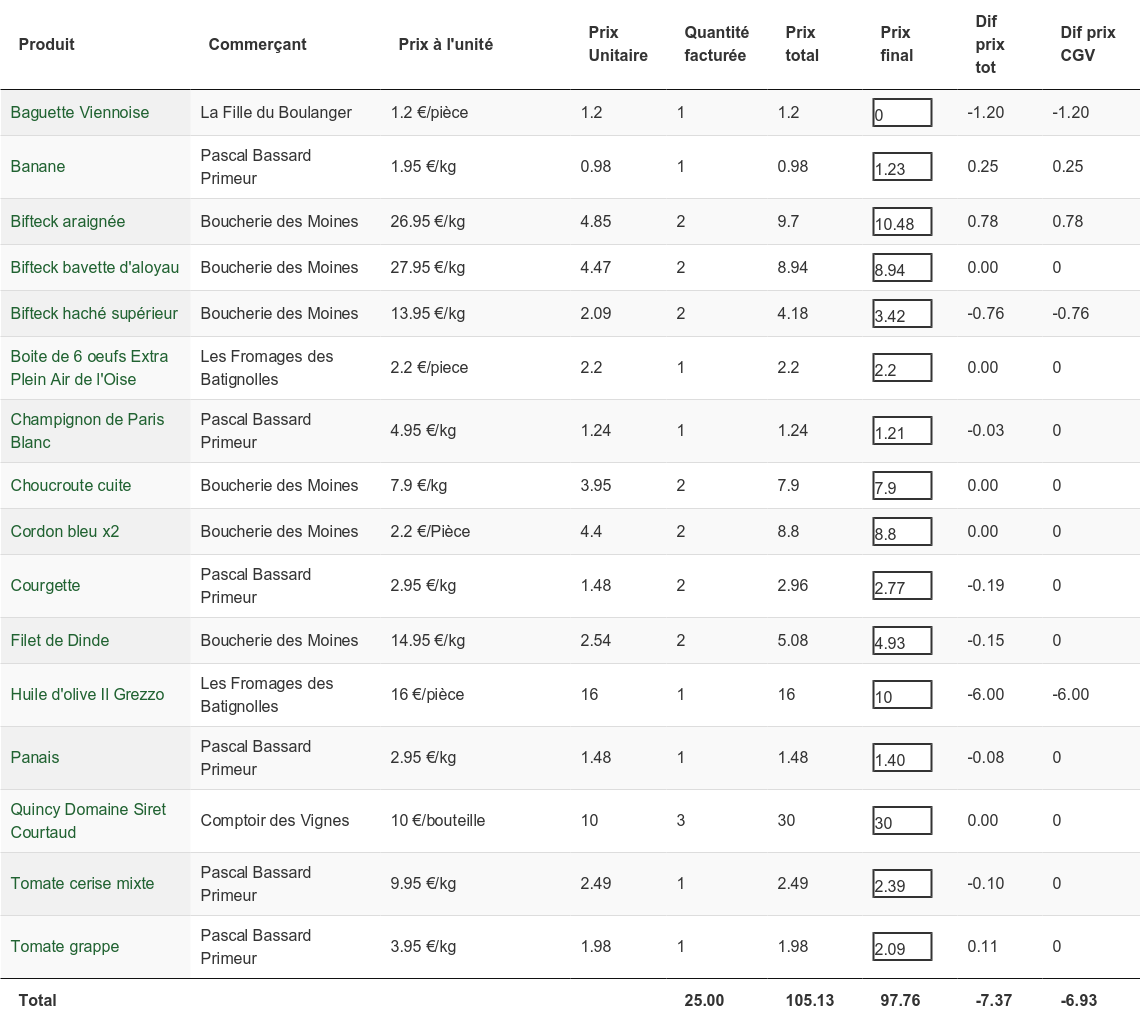 Produit Commerçant Prix à l'unité Prix Unitaire Quantité facturée Prix total Prix final Dif prix tot Dif prix CGV
Baguette Viennoise La Fille du Boulanger 1.2 €/pièce 1.2 1 1.2 0 -1.20 -1.20
Banane Pascal Bassard Primeur 1.95 €/kg 0.98 1 0.98 1.23 0.25 0.25
Bifteck araignée Boucherie des Moines 26.95 €/kg 4.85 2 9.7 10.48 0.78 0.78
Bifteck bavette d'aloyau Boucherie des Moines 27.95 €/kg 4.47 2 8.94 8.94 0.00 0
Bifteck haché supérieur Boucherie des Moines 13.95 €/kg 2.09 2 4.18 3.42 -0.76 -0.76
Boite de 6 oeufs Extra Plein Air de l'Oise Les Fromages des Batignolles 2.2 €/piece 2.2 1 2.2 2.2 0.00 0
Champignon de Paris Blanc Pascal Bassard Primeur 4.95 €/kg 1.24 1 1.24 1.21 -0.03 0
Choucroute cuite Boucherie des Moines 7.9 €/kg 3.95 2 7.9 7.9 0.00 0
Cordon bleu x2 Boucherie des Moines 2.2 €/Pièce 4.4 2 8.8 8.8 0.00 0
Courgette Pascal Bassard Primeur 2.95 €/kg 1.48 2 2.96 2.77 -0.19 0
Filet de Dinde Boucherie des Moines 14.95 €/kg 2.54 2 5.08 4.93 -0.15 0
Huile d'olive Il Grezzo Les Fromages des Batignolles 16 €/pièce 16 1 16 10 -6.00 -6.00
Panais Pascal Bassard Primeur 2.95 €/kg 1.48 1 1.48 1.40 -0.08 0
Quincy Domaine Siret Courtaud Comptoir des Vignes 10 €/bouteille 10 3 30 30 0.00 0
Tomate cerise mixte Pascal Bassard Primeur 9.95 €/kg 2.49 1 2.49 2.39 -0.10 0
Tomate grappe Pascal Bassard Primeur 3.95 €/kg 1.98 1 1.98 2.09 0.11 0
Total 25.00 105.13 97.76 -7.37 -6.93